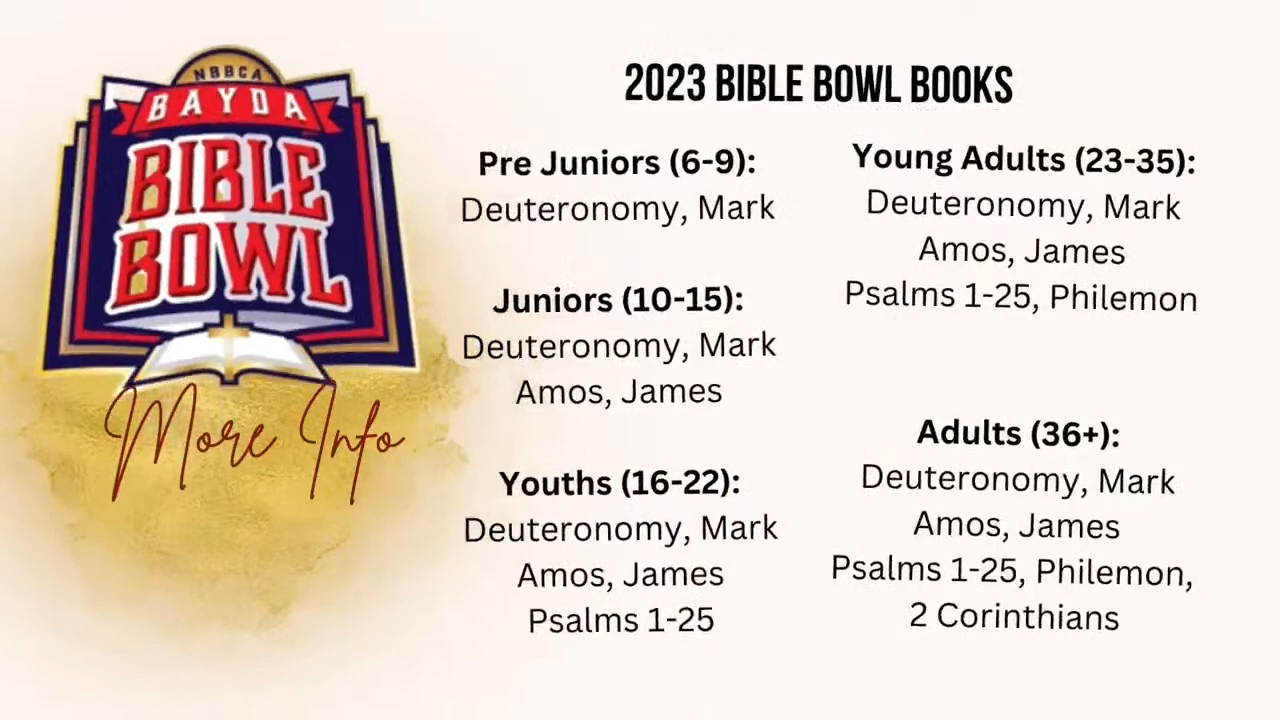 NBBCA
BAYDA
BIBLE
BOWL
More Info
2023 BIBLE BOWL BOOKS
Pre Juniors (6-9):
Deuteronomy, Mark
Juniors (10-15):
Deuteronomy, Mark
Amos, James
Youths (16-22):
Deuteronomy, Mark
Amos, James
Psalms 1-25
Young Adults (23-35):
Deuteronomy, Mark
Amos, James
Psalms 1-25, Philemon
Adults (36+):
Deuteronomy, Mark
Amos, James
Psalms 1-25, Philemon,
2 Corinthians